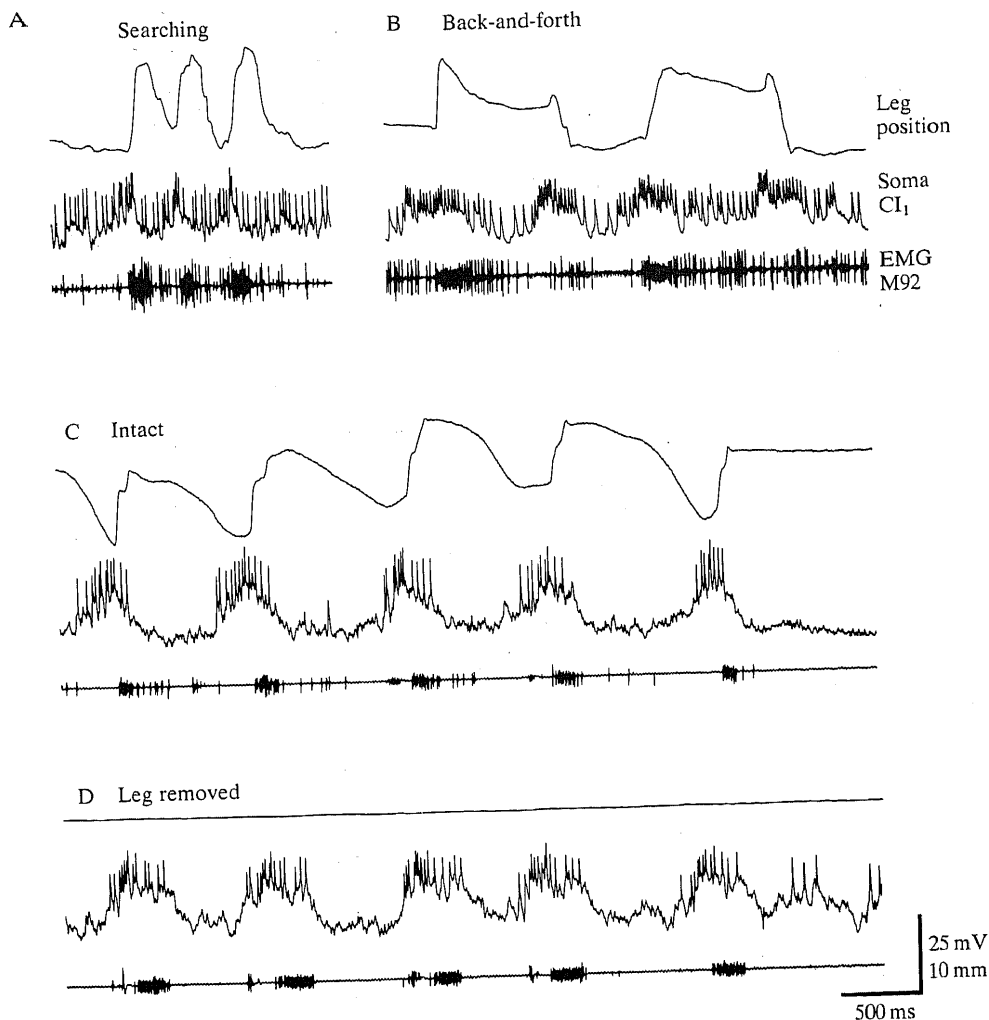 A Searching
B Back-and-forth
Leg
position
Soma
CI₁
EMG
M92
C Intact
D Leg removed
25 mV
10 mm
500 ms